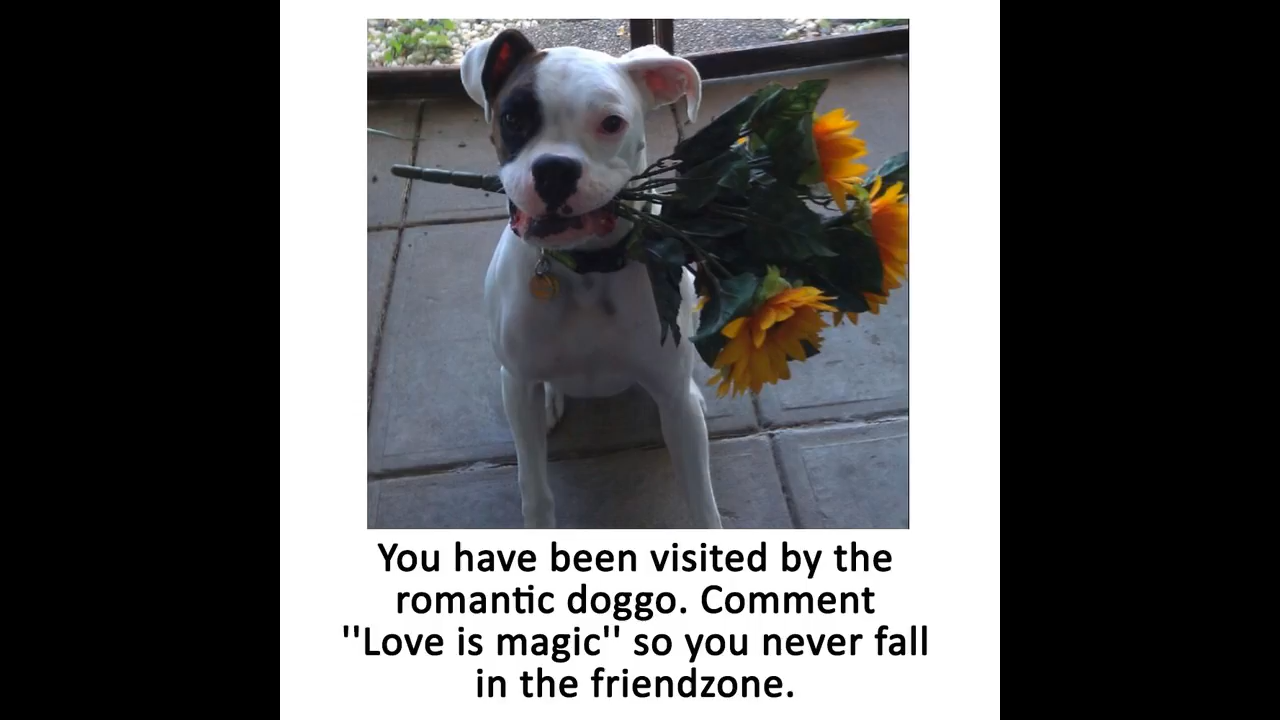 You have been visited by the
romantic doggo. Comment
"Love is magic" so you never fall
in the friendzone.